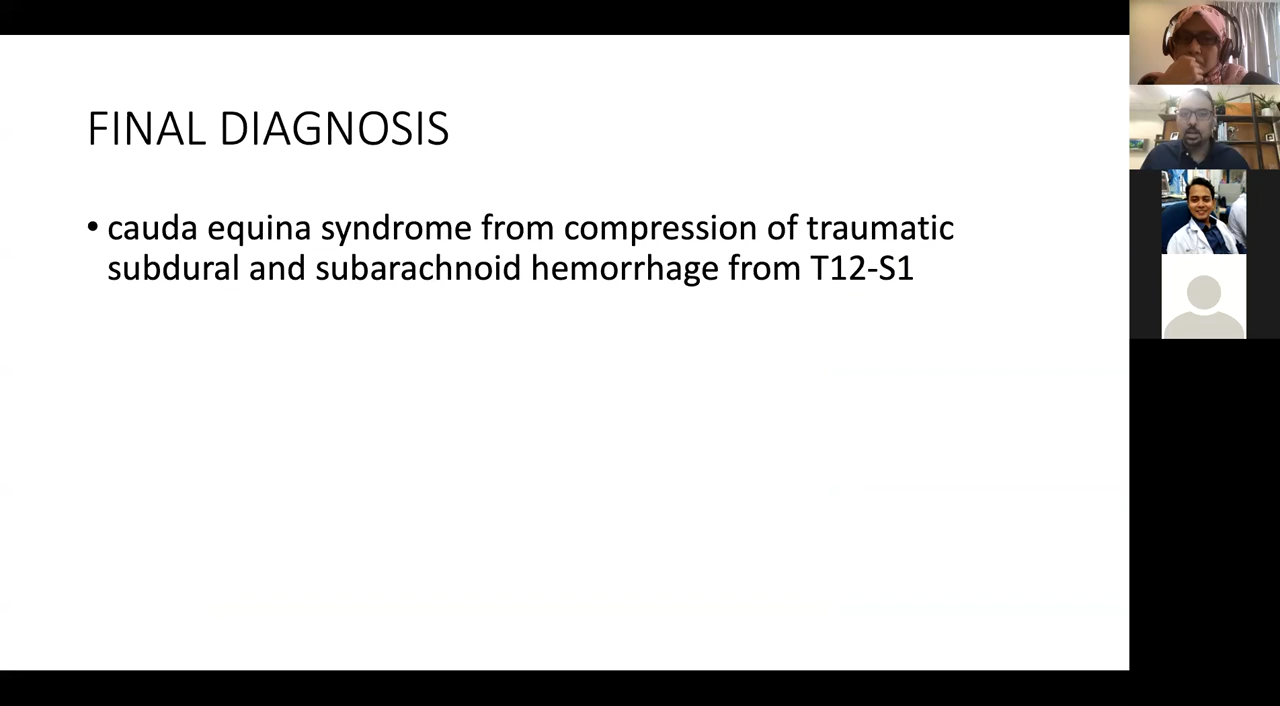 FINAL DIAGNOSIS
• cauda equina syndrome from compression of traumatic
subdural and subarachnoid hemorrhage from T12-S1